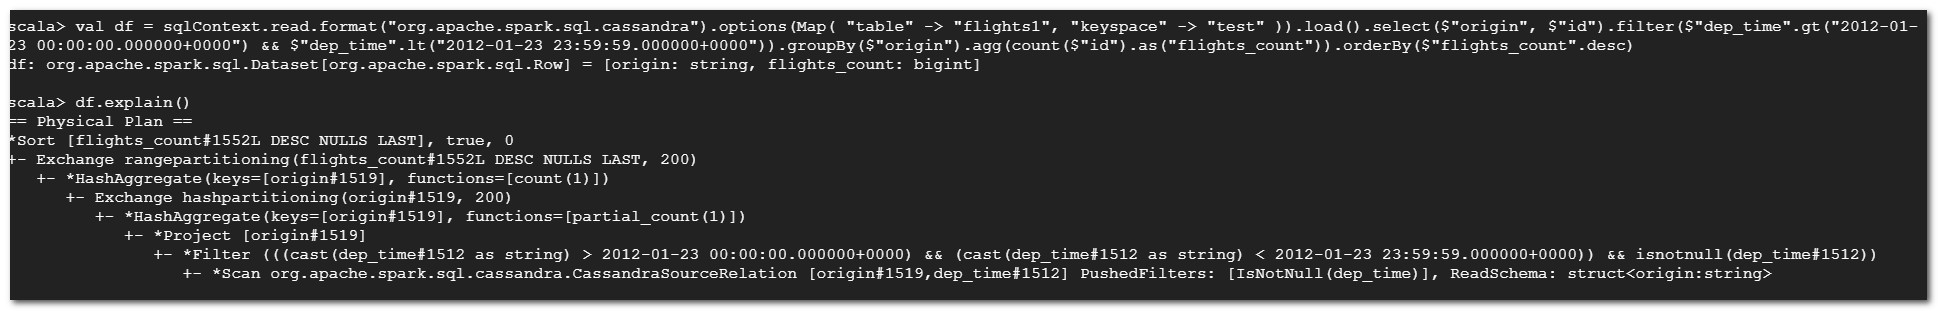 scala> val df = sqlContext.read.format("org.apache.spark.sql.cassandra").options(Map( "table" -> "flights1", "keyspace" -> "test" )).load().select($"origin", $"id").filter($"dep_time".gt("2012-01-
23 00:00:00.000000+0000") && $"dep_time".lt("2012-01-23 23:59:59.000000+0000")).groupBy($"origin").agg(count($"id").as("flights_count")).orderBy($"flights_count".desc)
df: org.apache.spark.sql.Dataset[org.apache.spark.sql.Row] = [origin: string, flights_count: bigint]
scala> df.explain()
== Physical Plan ==
*Sort [flights_count#1552L DESC NULLS LAST], true, 0
+- Exchange rangepartitioning(flights_count#1552L DESC NULLS LAST, 200)
   +- *HashAggregate(keys=[origin#1519], functions=[count(1)])
      +- Exchange hashpartitioning(origin#1519, 200)
         +- *HashAggregate(keys=[origin#1519], functions=[partial_count(1)])
            +- *Project [origin#1519]
               +- *Filter (((cast(dep_time#1512 as string) > 2012-01-23 00:00:00.000000+0000) && (cast(dep_time#1512 as string) < 2012-01-23 23:59:59.000000+0000)) && isnotnull(dep_time#1512))
                  +- *Scan org.apache.spark.sql.cassandra.CassandraSourceRelation [origin#1519,dep_time#1512] PushedFilters: [IsNotNull(dep_time)], ReadSchema: struct<origin:string>